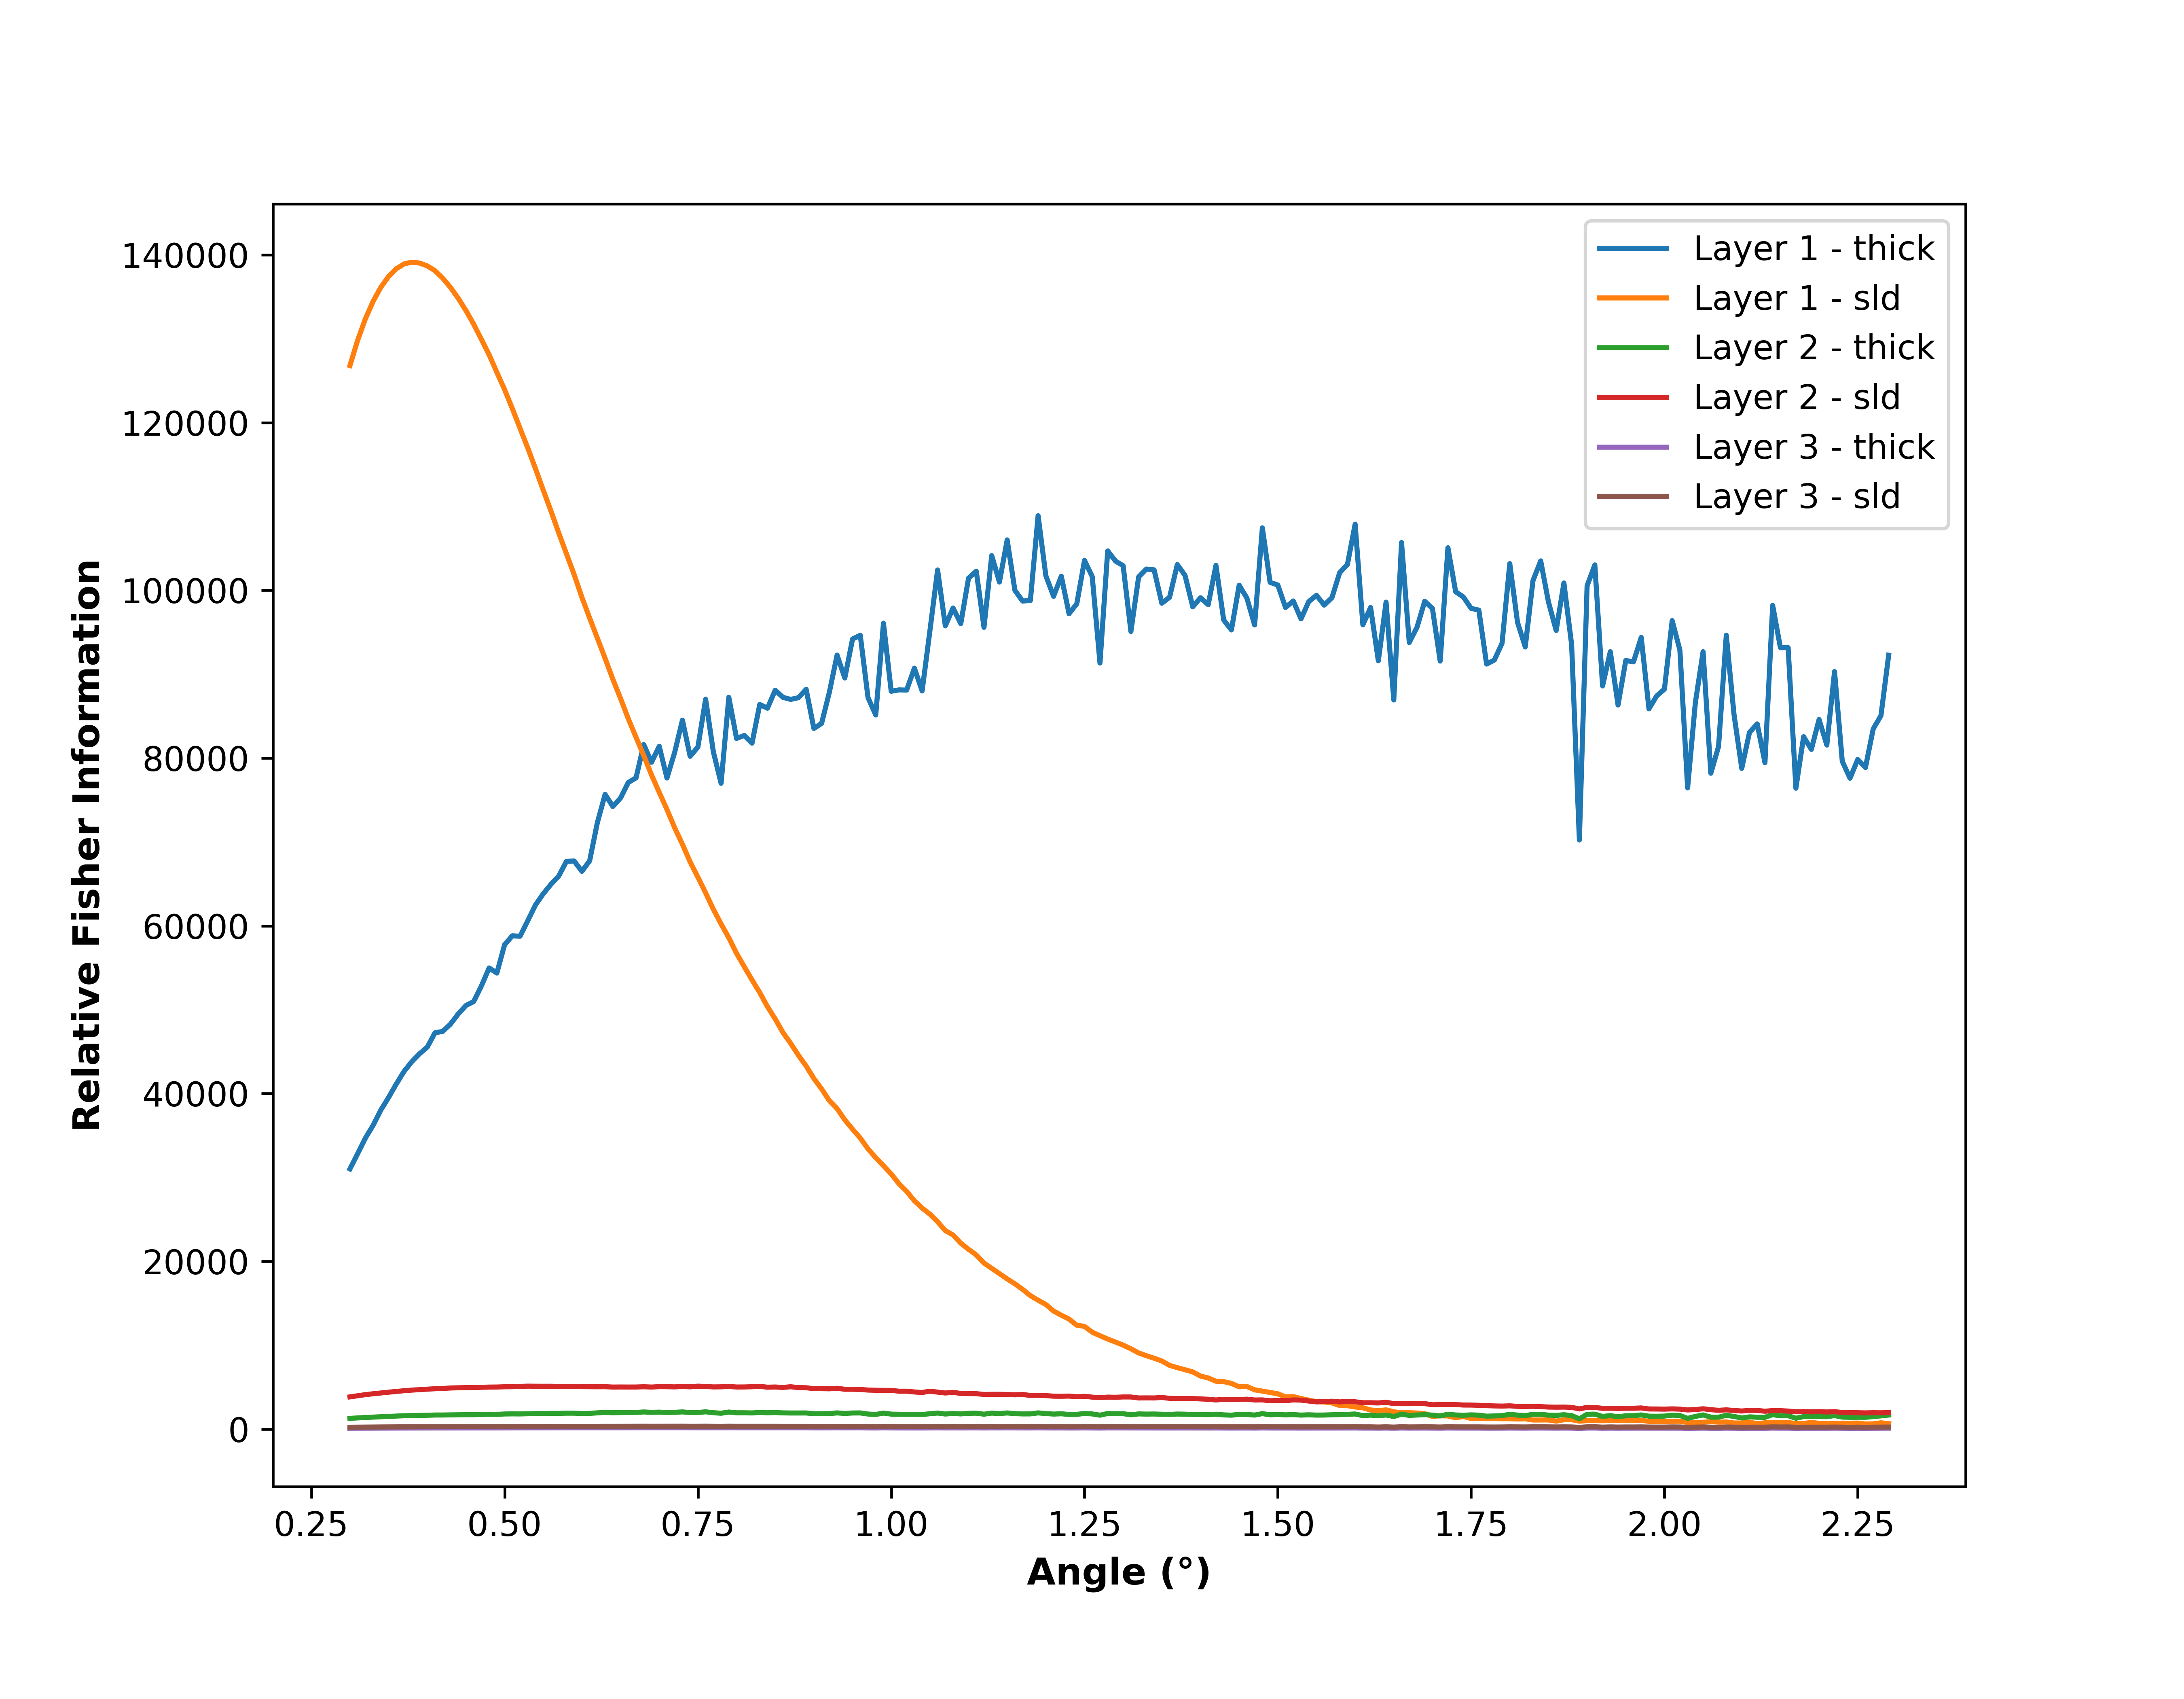 Layer 1 - thick
Layer 1 - sld
Layer 2 - thick
Layer 2 - sld
Layer 3 - thick
Layer 3 - sld
140000
120000
100000
80000
60000
40000
20000
0
Relative Fisher Information
0.25 0.50 0.75 1.00 1.25 1.50 1.75 2.00 2.25
Angle (°)